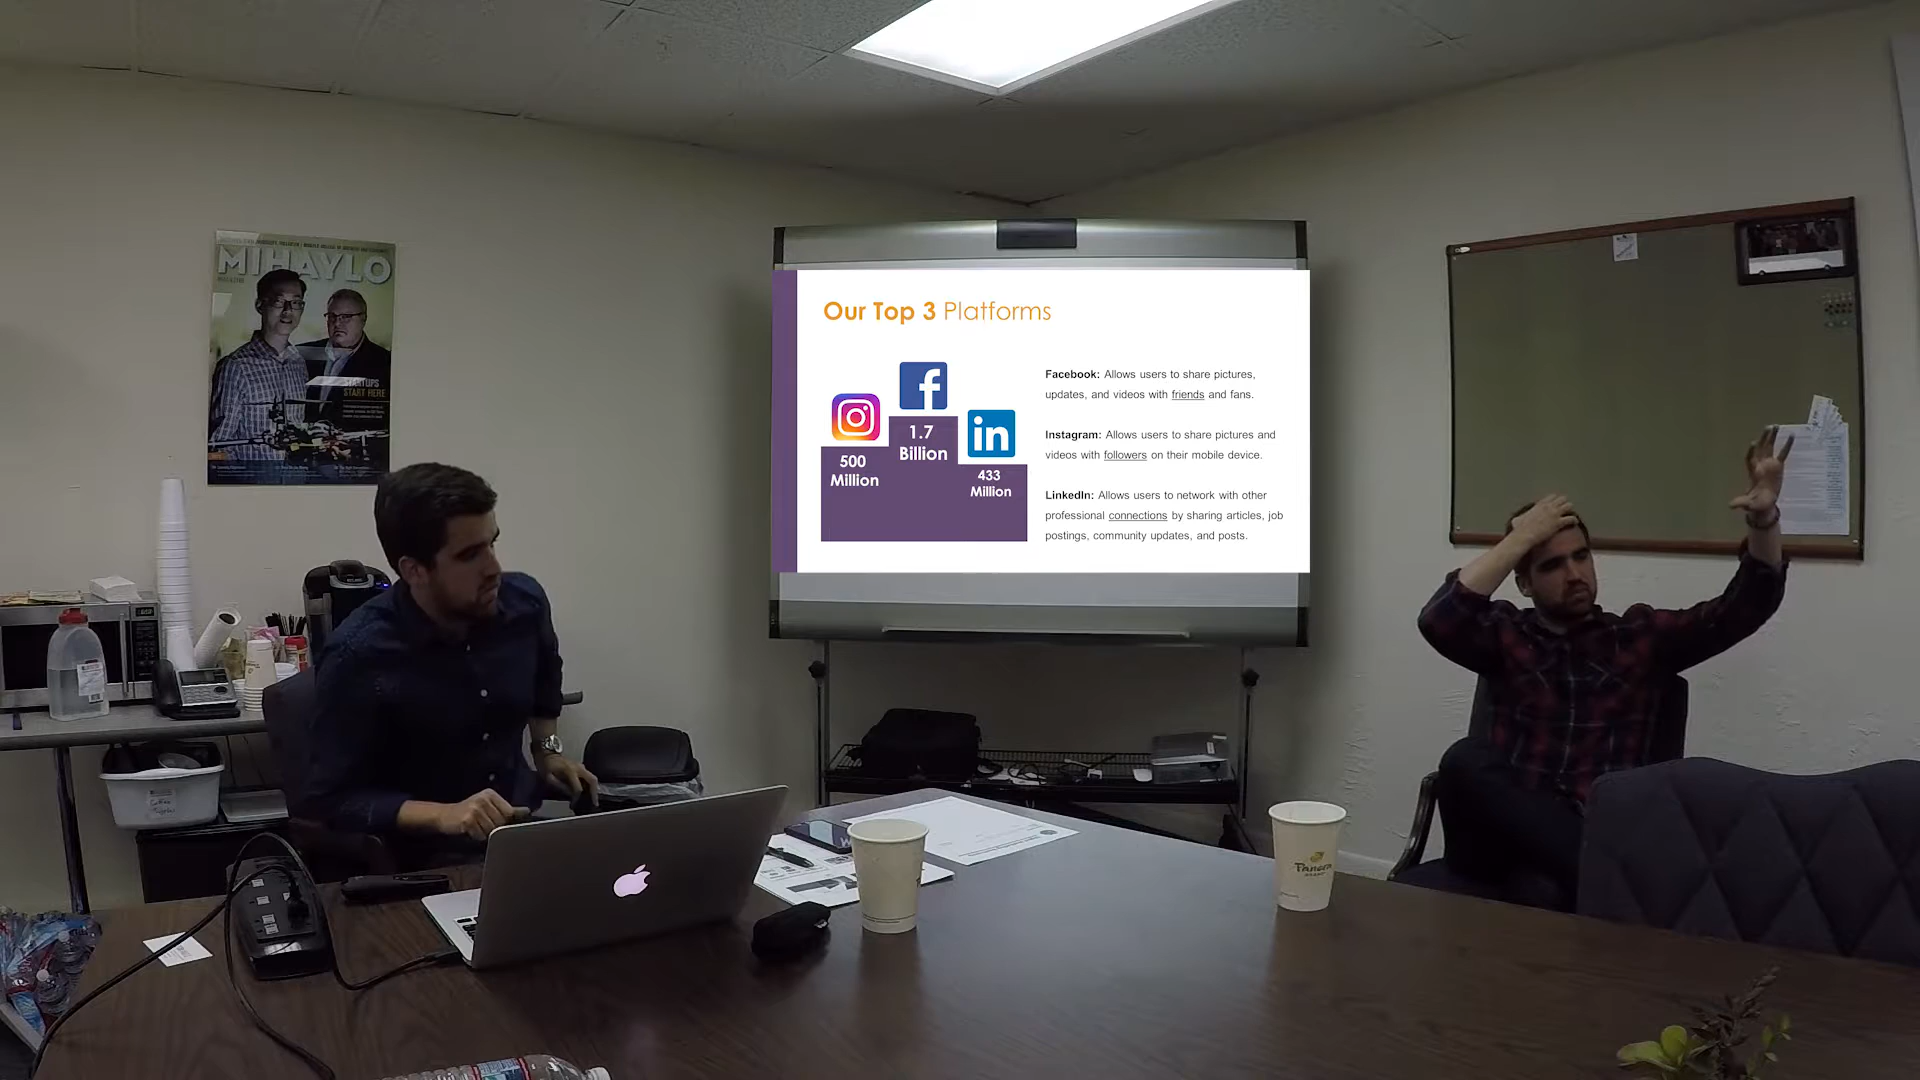 MIHAYLO
MAGAZINE
STARTUPS
START HERE
Our Top 3 Platforms
500
Million
1.7
Billion
433
Million
Facebook: Allows users to share pictures,
updates, and videos with friends and fans.
Instagram: Allows users to share pictures and
videos with followers on their mobile device.
LinkedIn: Allows users to network with other
professional connections by sharing articles, job
postings, community updates, and posts.
Panera